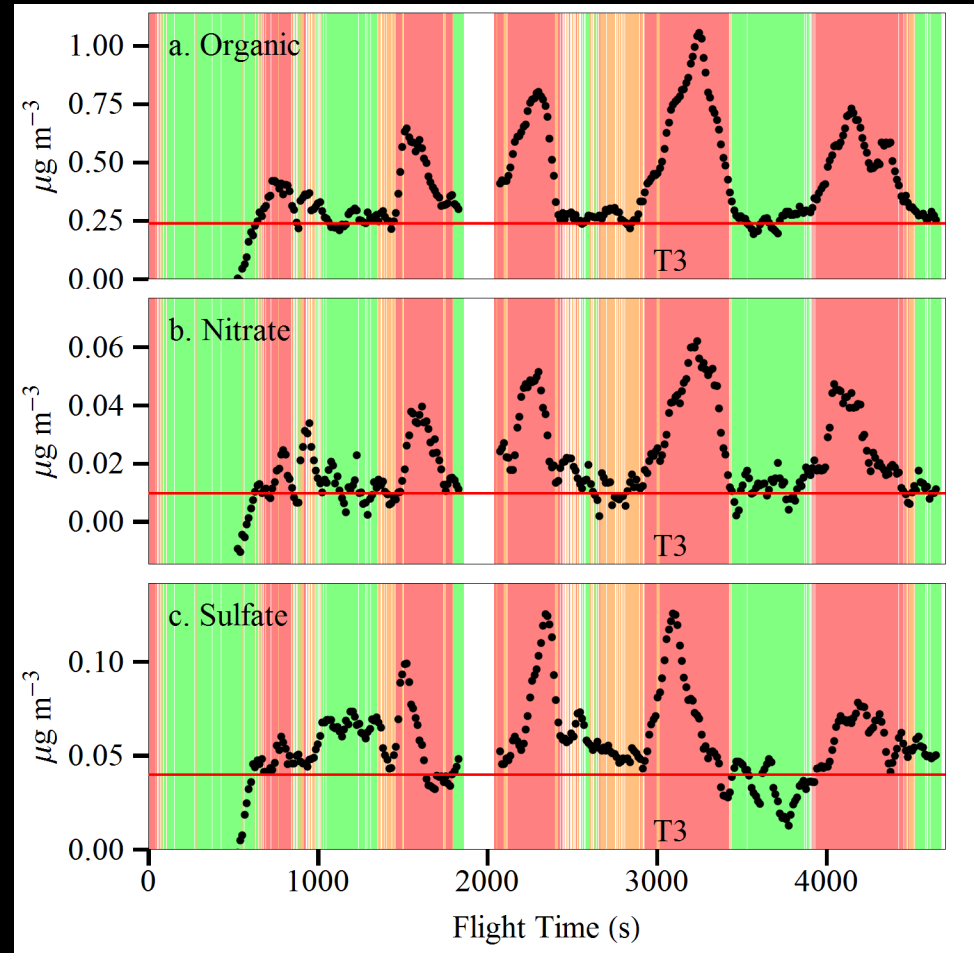 a. Organic
1.00
0.75
0.50
0.25
0.00
μg m⁻³
T3
b. Nitrate
0.06
0.04
0.02
0.00
μg m⁻³
T3
c. Sulfate
0.10
0.05
0.00
μg m⁻³
T3
0 1000 2000 3000 4000
Flight Time (s)